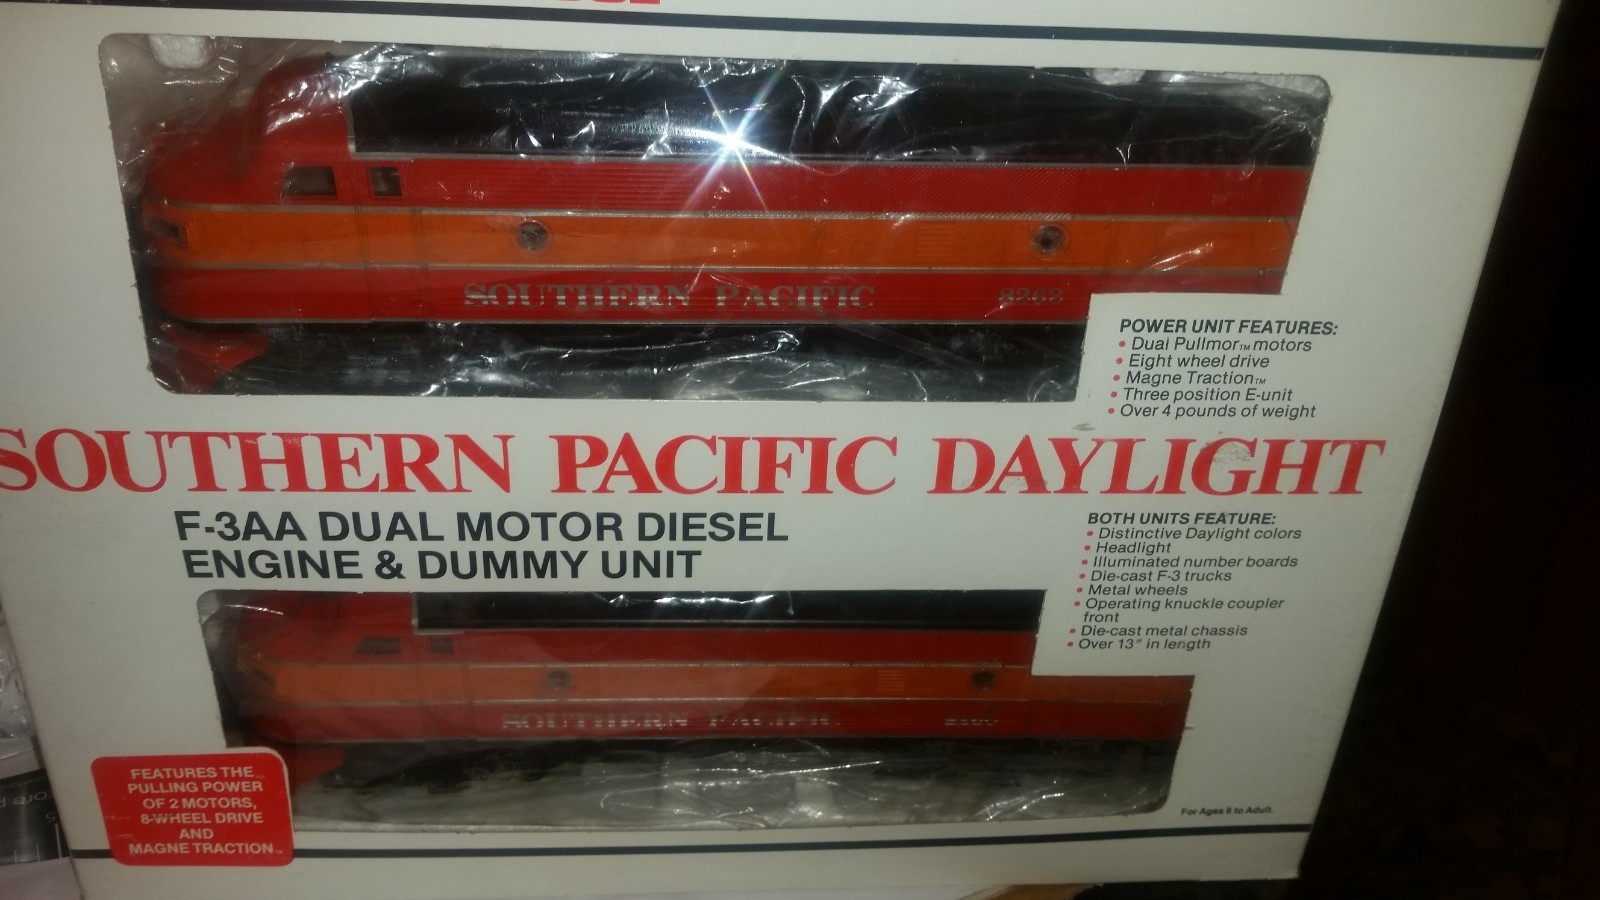 SOUTHERN PACIFIC 8262
POWER UNIT FEATURES:
• Dual Pullmor™ motors
• Eight wheel drive
• Magne Traction™
• Three position E-unit
• Over 4 pounds of weight
SOUTHERN PACIFIC DAYLIGHT
F-3AA DUAL MOTOR DIESEL
ENGINE & DUMMY UNIT
BOTH UNITS FEATURE:
• Distinctive Daylight colors
• Headlight
• Illuminated number boards
• Die-cast F-3 trucks
• Metal wheels
• Operating knuckle coupler
front
• Die-cast metal chassis
• Over 13" in length
SOUTHERN PACIFIC
FEATURES THE
PULLING POWER
OF 2 MOTORS,
8-WHEEL DRIVE
AND
MAGNE TRACTION™
For Ages 8 to Adult.